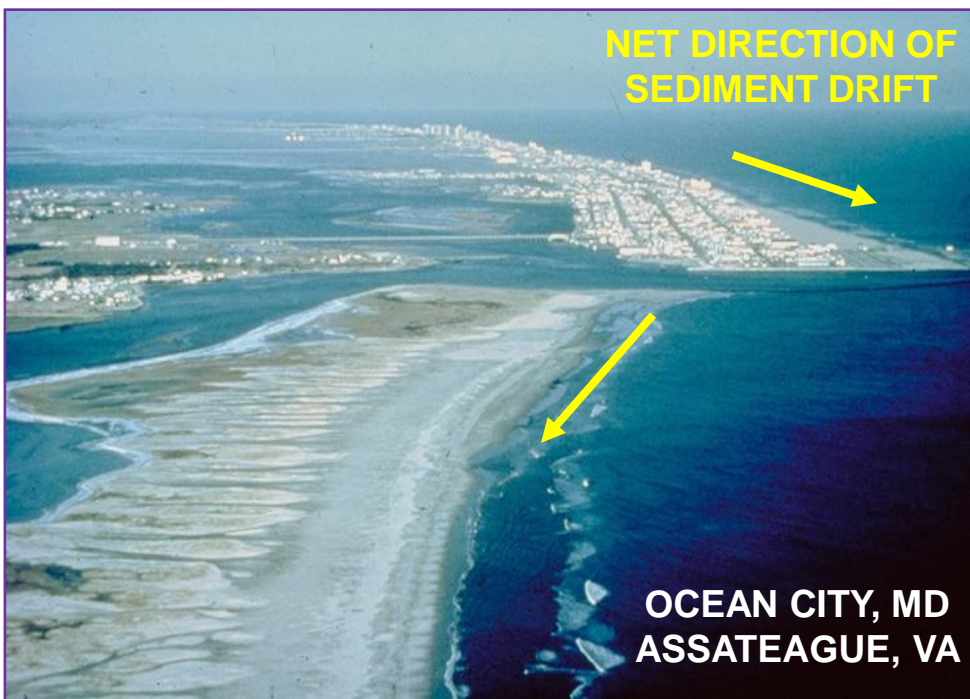 NET DIRECTION OF
SEDIMENT DRIFT
OCEAN CITY, MD
ASSATEAGUE, VA